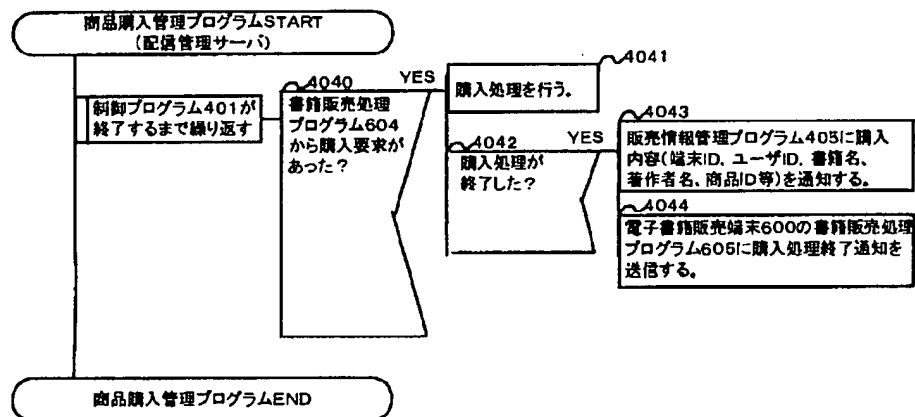 商品購入管理プログラムSTART
(配信管理サーバ)
制御プログラム401が
終了するまで繰り返す
4040
書籍販売処理
プログラム604
から購入要求が
あった?
YES
4041
購入処理を行う。
4042
購入処理が
終了した?
YES
4043
販売情報管理プログラム405に購入
内容(端末ID、ユーザID、書籍名、
著作者名、商品ID等)を通知する。
4044
電子書籍販売端末600の書籍販売処理
プログラム605に購入処理終了通知を
送信する。
商品購入管理プログラムEND